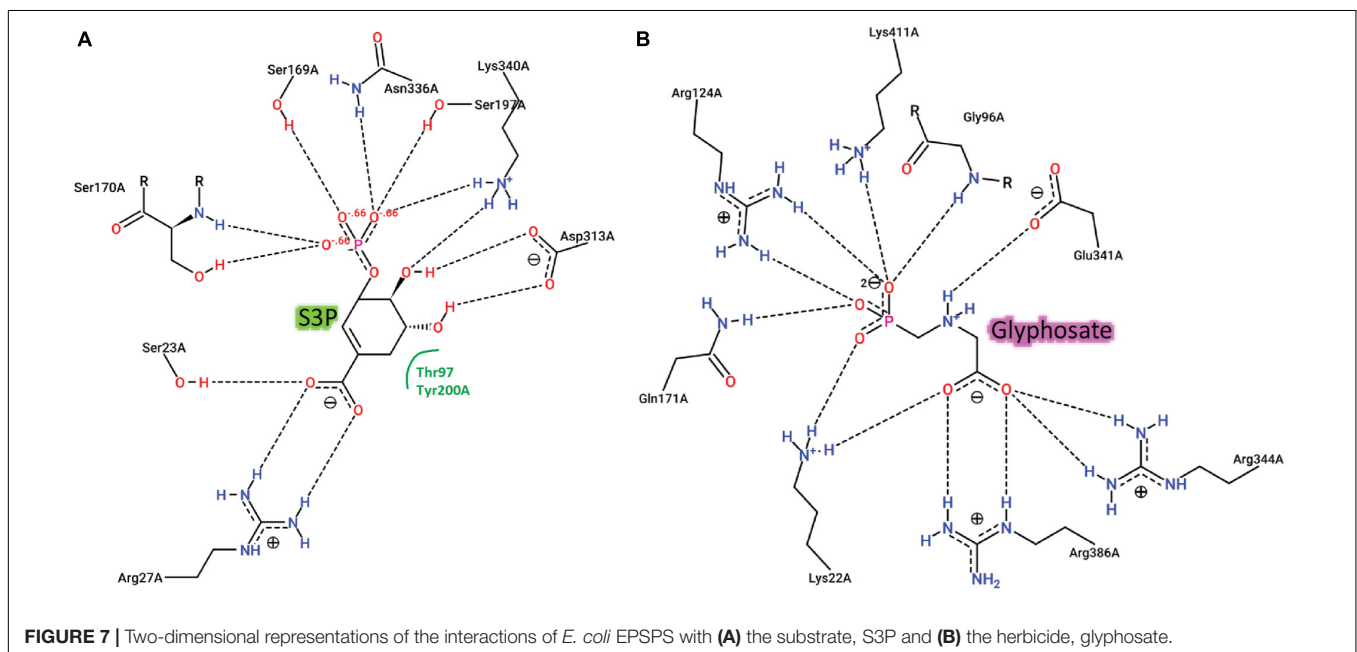 A
B
Ser169A
Asn336A
Lys340A
Ser197A
Ser170A
Asp313A
S3P
Ser23A
Thr97
Tyr200A
Arg27A
O
H
N
R
P
O-.66
O-.66
O-.66
NH
N+
⊖
⊕
Lys411A
Arg124A
Gly96A
Glu341A
Glyphosate
Gln171A
Arg344A
Arg386A
Lys22A
O
H
N
R
P
NH
NH2
N+
2⊖
⊖
⊕
FIGURE 7 | Two-dimensional representations of the interactions of E. coli EPSPS with (A) the substrate, S3P and (B) the herbicide, glyphosate.